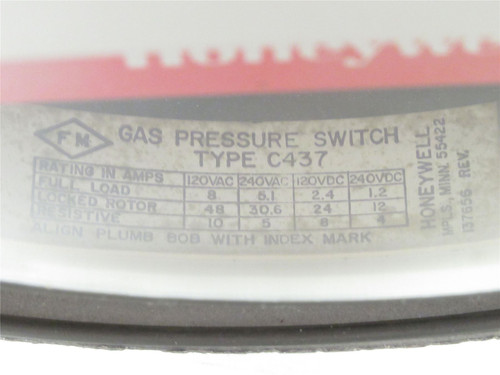 Honeywell
FM
GAS PRESSURE SWITCH
TYPE C437
RATING IN AMPS 120VAC 240VAC 120VDC 240VDC
FULL LOAD 8 5.1 2.4 1.2
LOCKED ROTOR 48 30.6 24 12
RESISTIVE 10 5 8 4
ALIGN PLUMB BOB WITH INDEX MARK
HONEYWELL
MPLS., MINN. 55422
137656 REV.